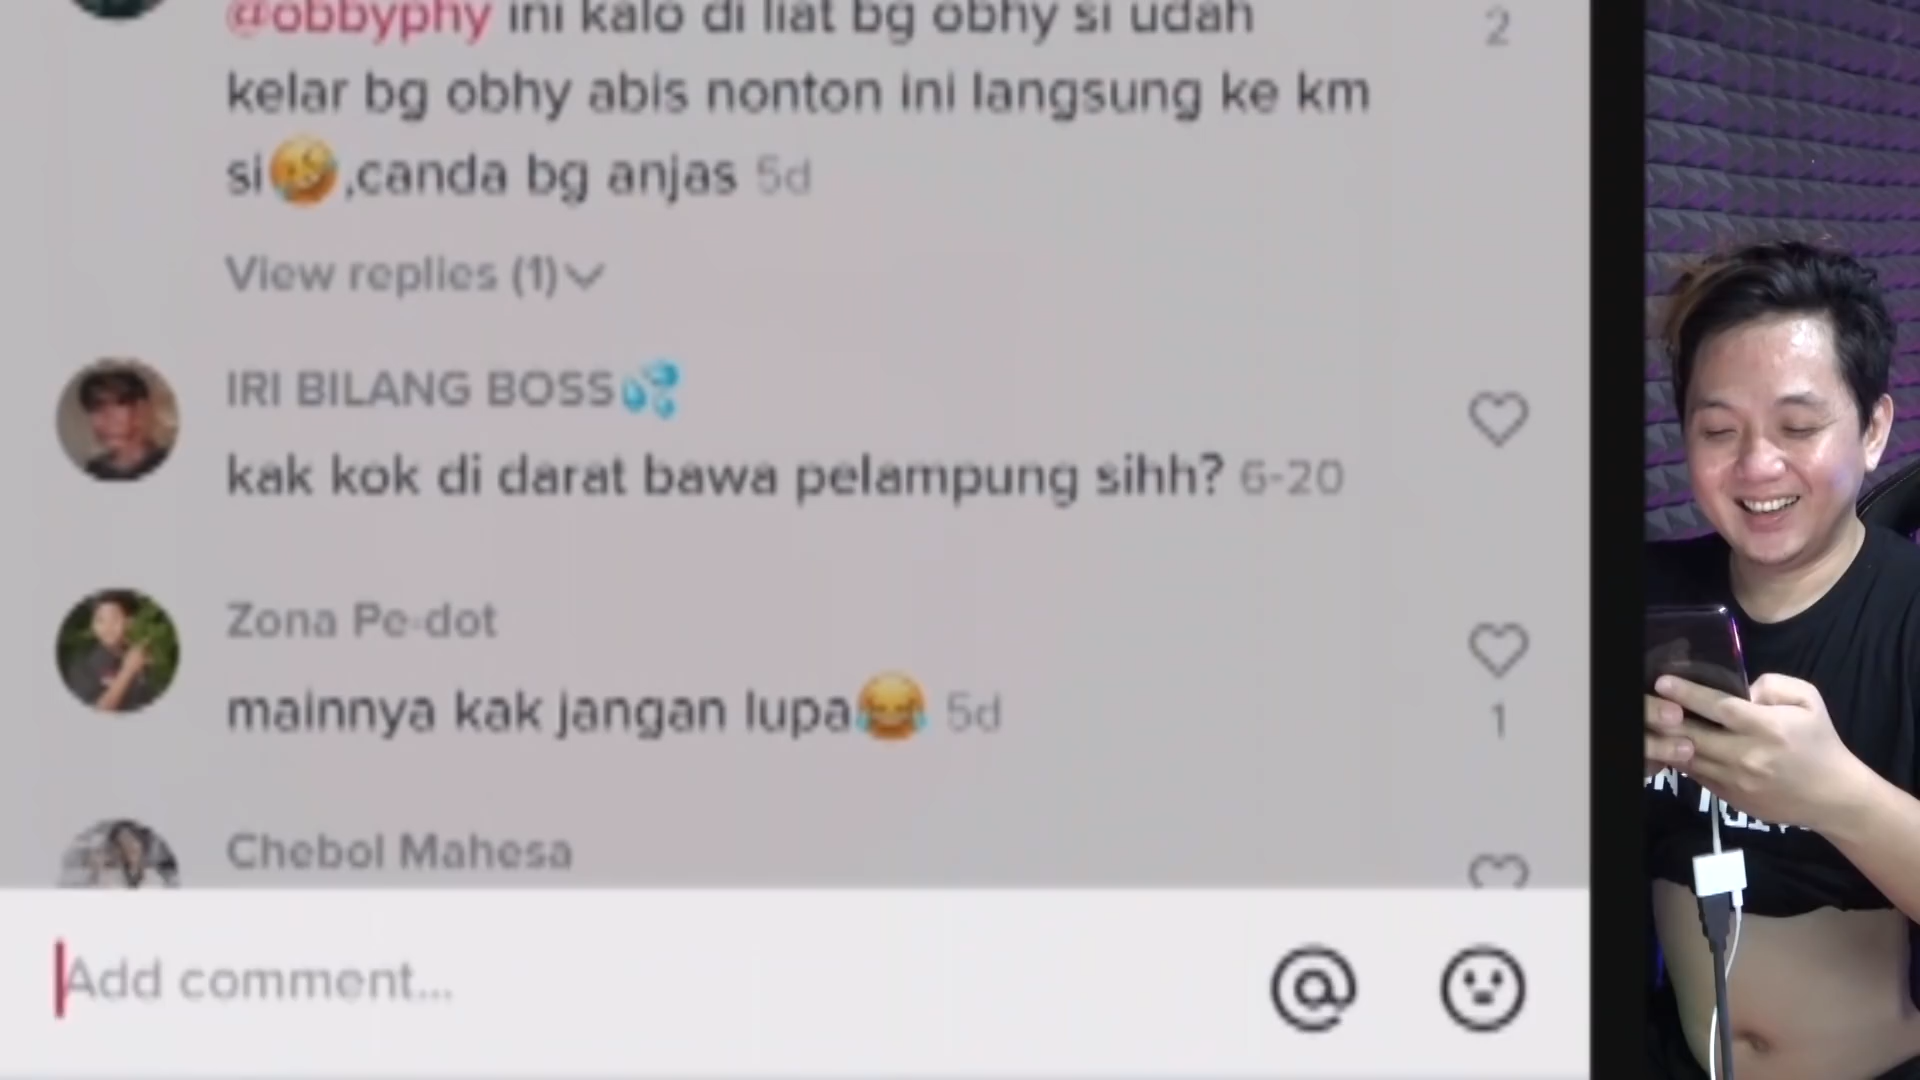 @obbyphy ini kalo di liat bg obhy si udah
2
kelar bg obhy abis nonton ini langsung ke km
si🤣,canda bg anjas 5d
View replies (1)
IRI BILANG BOSS💦
kak kok di darat bawa pelampung sihh? 6-20
Zona Pe-dot
mainnya kak jangan lupa😂 5d
1
Chebol Mahesa
Add comment...